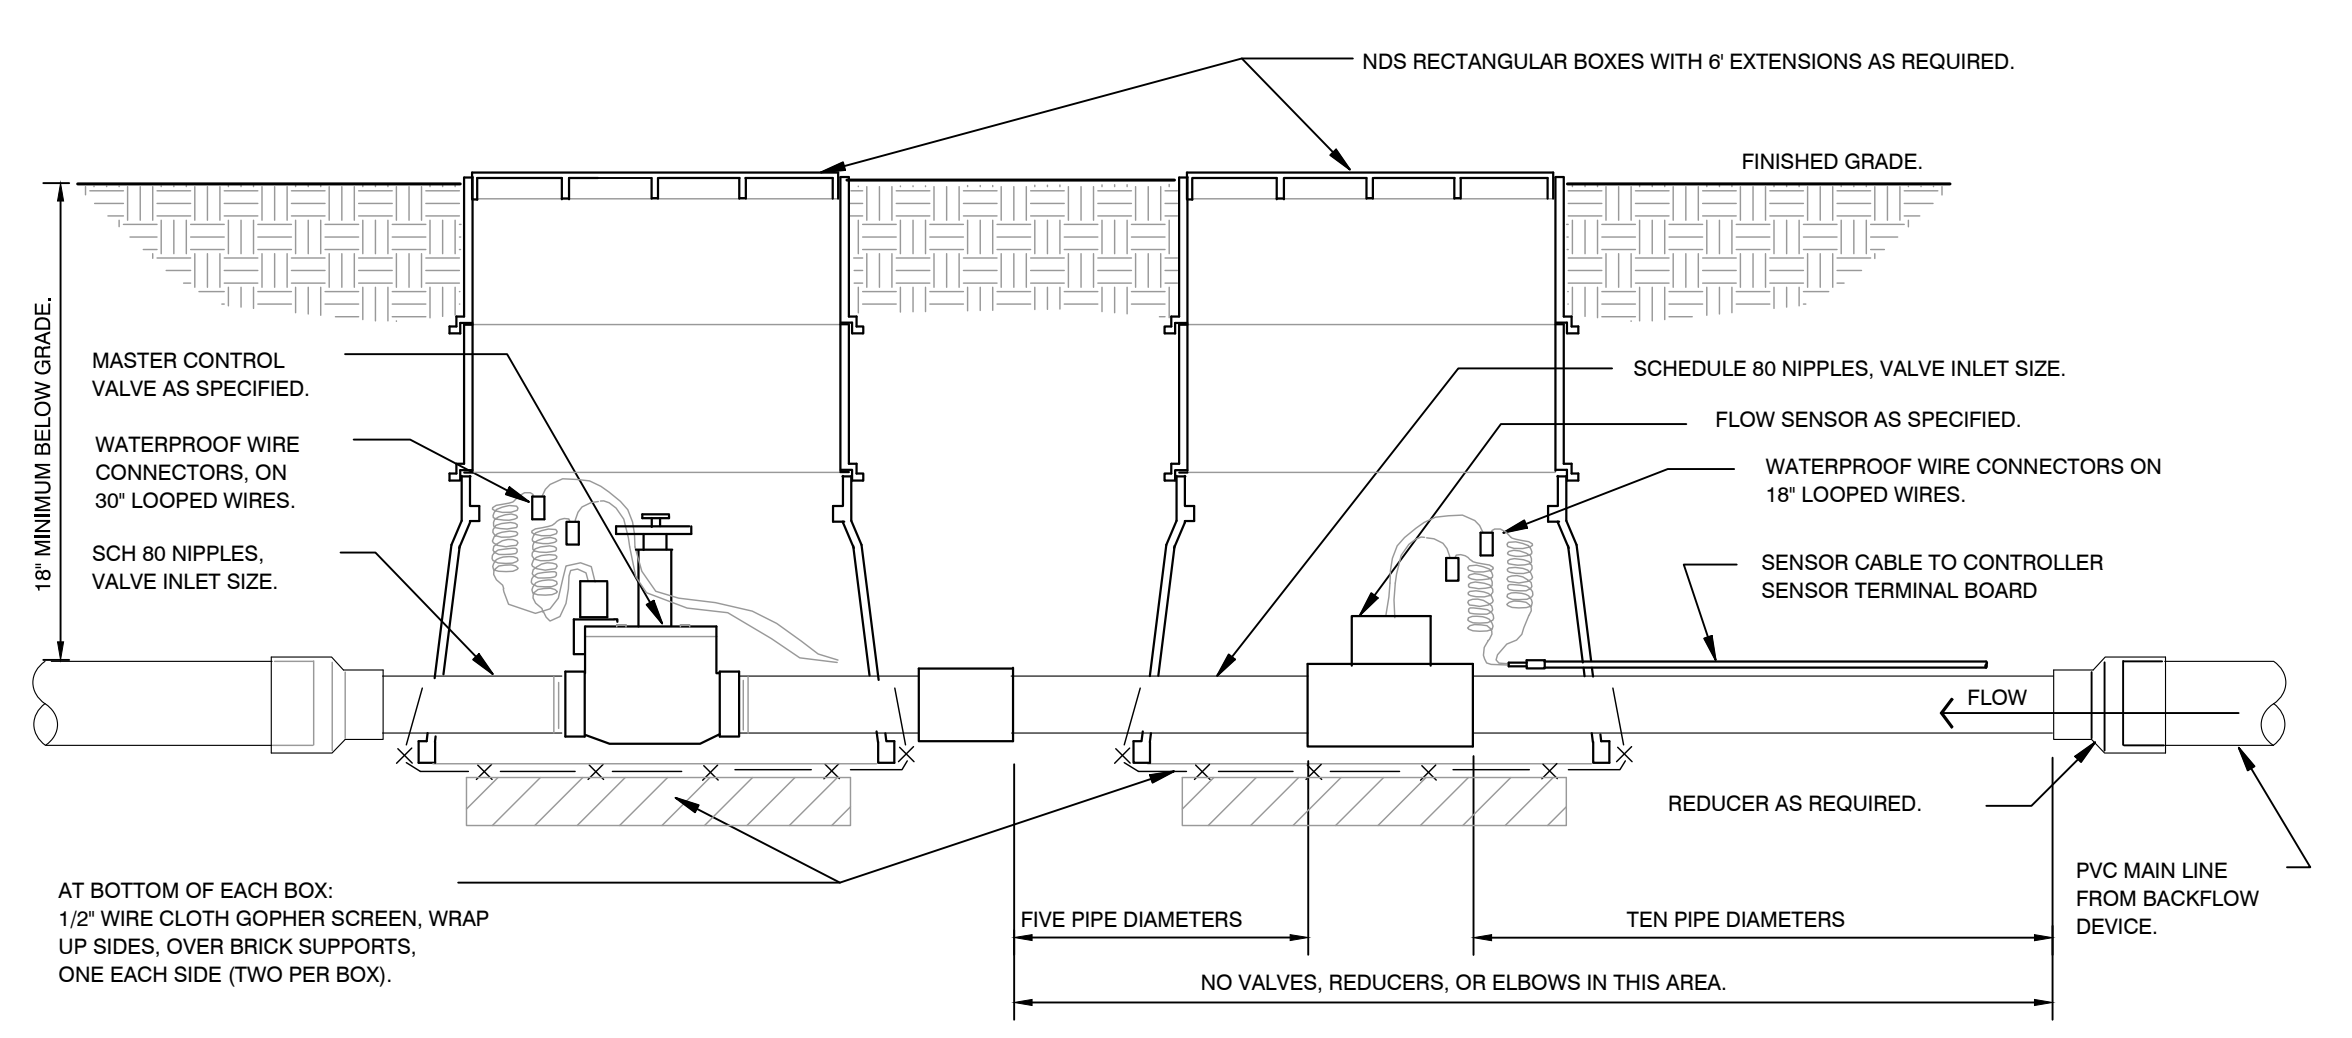 NDS RECTANGULAR BOXES WITH 6' EXTENSIONS AS REQUIRED.
FINISHED GRADE.
18" MINIMUM BELOW GRADE.
MASTER CONTROL
VALVE AS SPECIFIED.
WATERPROOF WIRE
CONNECTORS, ON
30" LOOPED WIRES.
SCH 80 NIPPLES,
VALVE INLET SIZE.
SCHEDULE 80 NIPPLES, VALVE INLET SIZE.
FLOW SENSOR AS SPECIFIED.
WATERPROOF WIRE CONNECTORS ON
18" LOOPED WIRES.
SENSOR CABLE TO CONTROLLER
SENSOR TERMINAL BOARD
FLOW
REDUCER AS REQUIRED.
PVC MAIN LINE
FROM BACKFLOW
DEVICE.
AT BOTTOM OF EACH BOX:
1/2" WIRE CLOTH GOPHER SCREEN, WRAP
UP SIDES, OVER BRICK SUPPORTS,
ONE EACH SIDE (TWO PER BOX).
FIVE PIPE DIAMETERS
TEN PIPE DIAMETERS
NO VALVES, REDUCERS, OR ELBOWS IN THIS AREA.